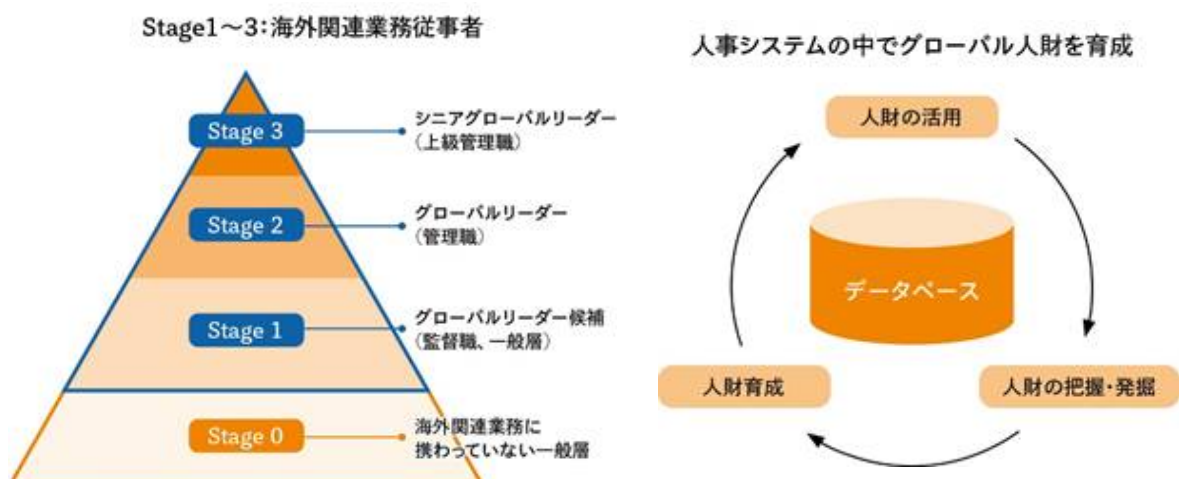 Stage1〜3:海外関連業務従事者
Stage 3
シニアグローバルリーダー
(上級管理職)
Stage 2
グローバルリーダー
(管理職)
Stage 1
グローバルリーダー候補
(監督職、一般層)
Stage 0
海外関連業務に
携わっていない一般層
人事システムの中でグローバル人財を育成
人財の活用
データベース
人財育成
人財の把握・発掘